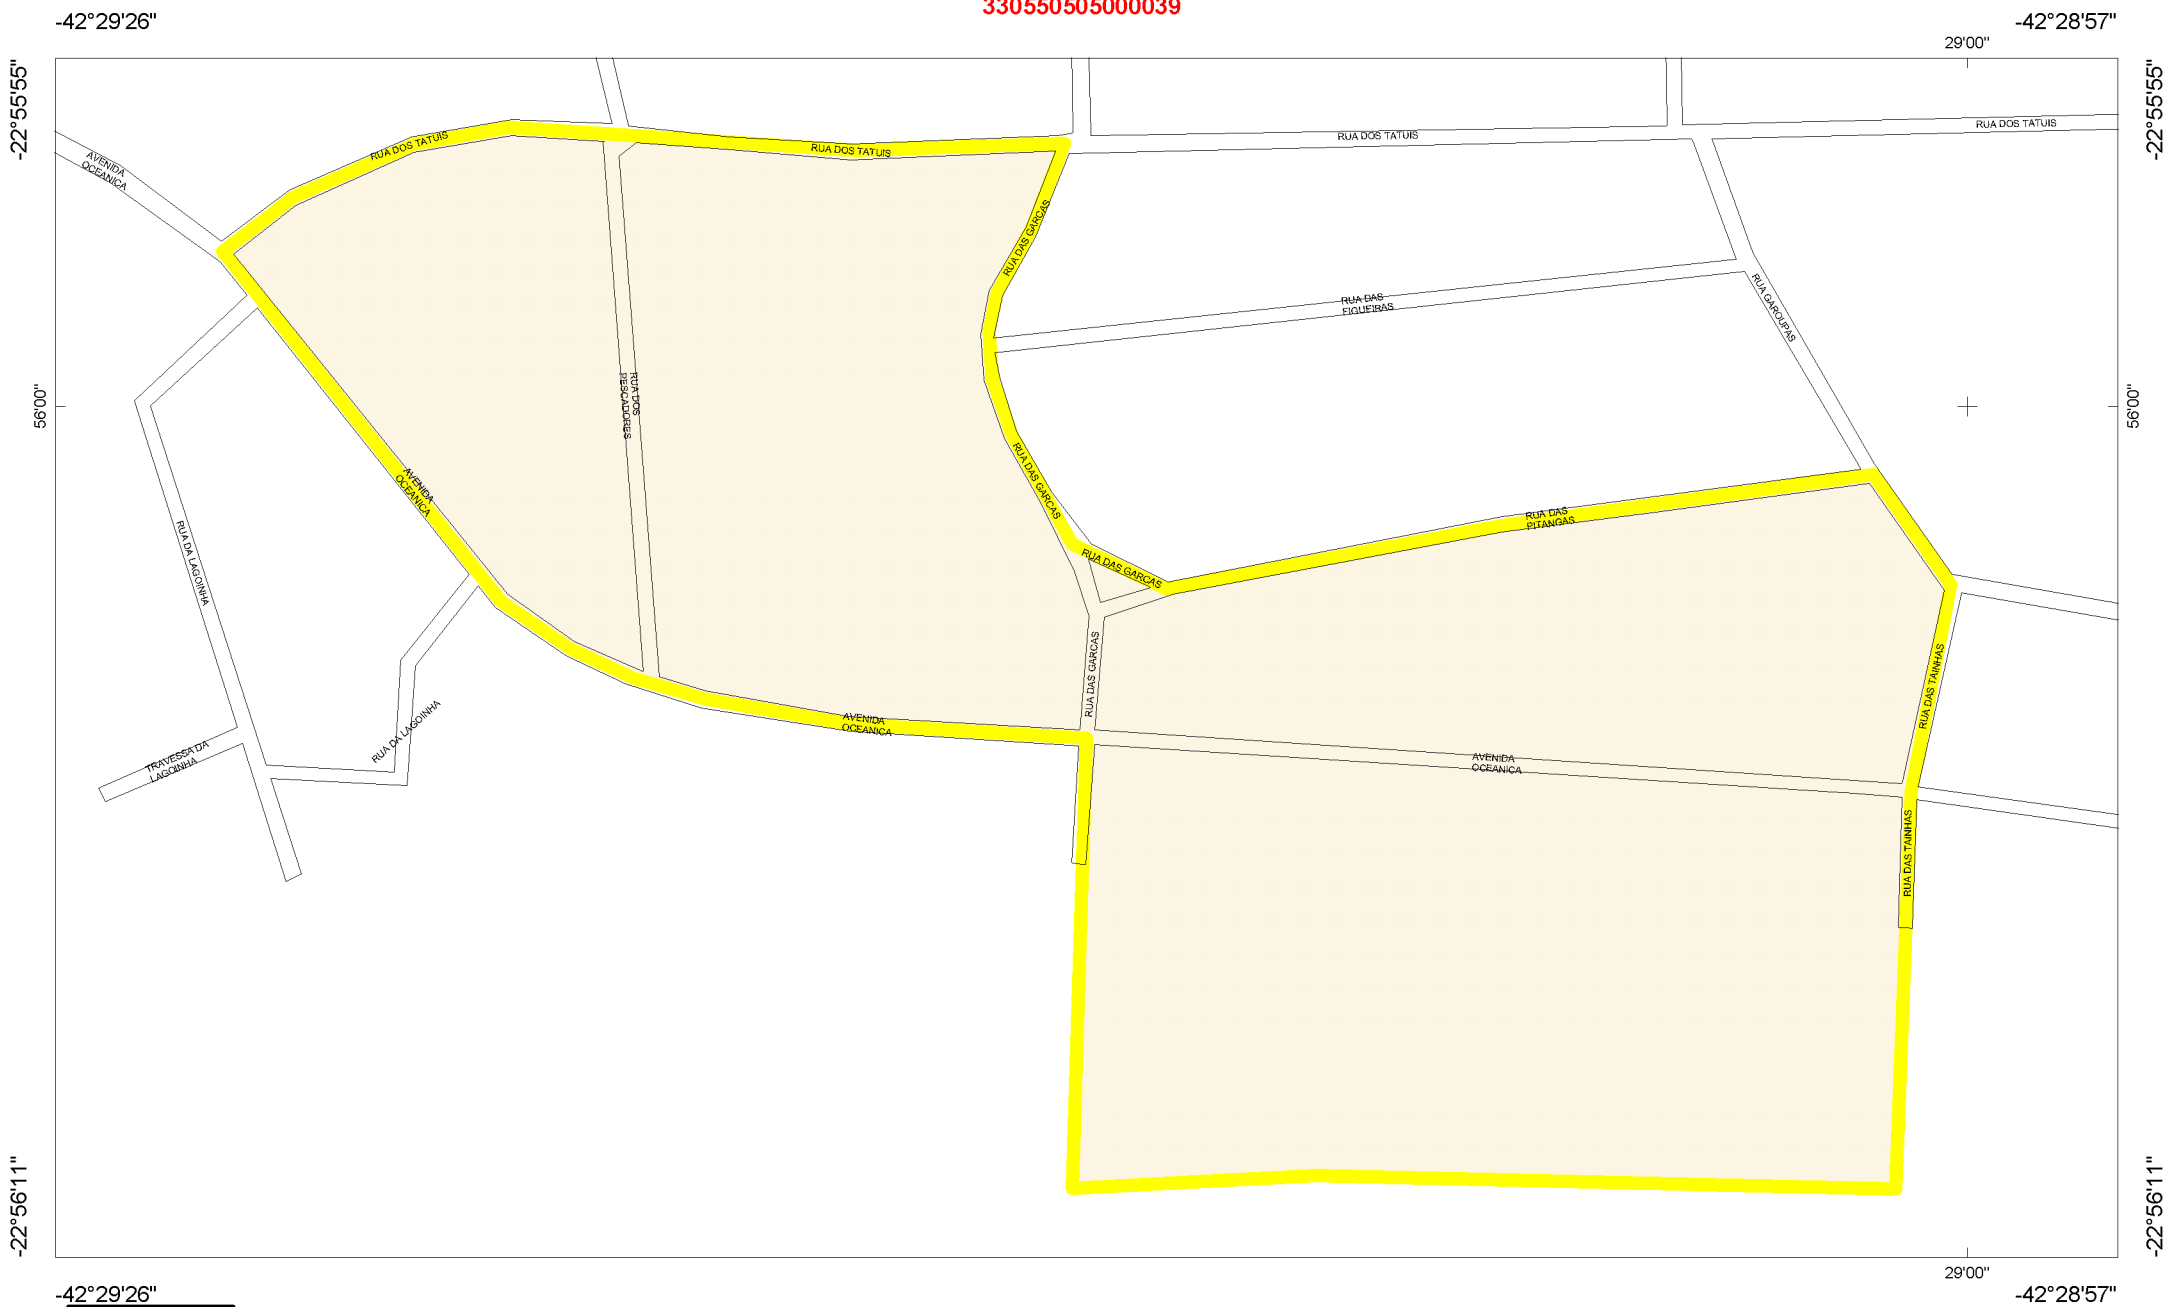 330550505000039
-42°29'26"
-42°28'57"
29'00"
-22°55'55"
-22°55'55"
RUA DOS TATUIS
RUA DOS TATUIS
RUA DOS TATUIS
RUA DOS TATUIS
AVENIDA
OCEANICA
RUA DAS GARCAS
RUA DAS
FIGUEIRAS
RUA GAROUPAS
56'00"
56'00"
RUA DOS
PESCADORES
AVENIDA
OCEANICA
RUA DAS GARCAS
RUA DAS
PITANGAS
RUA DA LAGOINHA
RUA DAS GARCAS
RUA DAS GARCAS
RUA DAS TAINHAS
RUA DA LAGOINHA
AVENIDA
OCEANICA
TRAVESSA DA
LAGOINHA
AVENIDA
OCEANICA
RUA DAS TAINHAS
-22°56'11"
-22°56'11"
29'00"
-42°29'26"
-42°28'57"